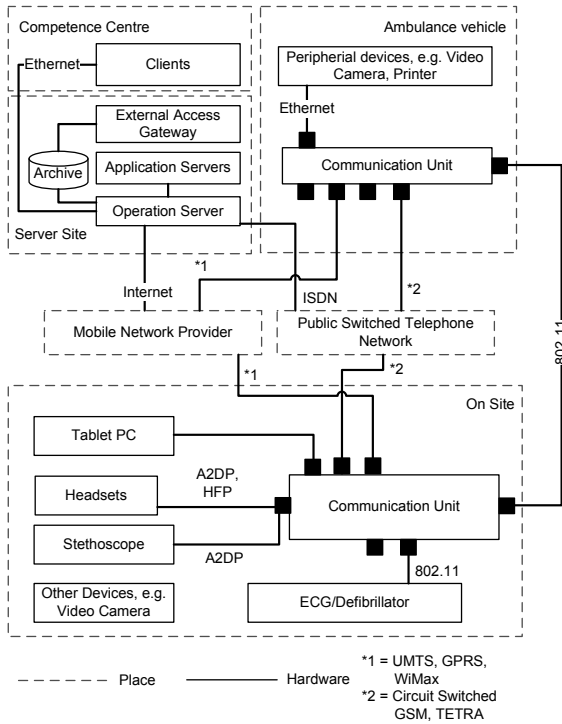 Competence Centre
Ethernet
Clients
Ambulance vehicle
Peripherial devices, e.g. Video
Camera, Printer
Ethernet
Communication Unit
External Access
Gateway
Archive
Application Servers
Operation Server
Server Site
*1
Internet
ISDN
*2
Mobile Network Provider
Public Switched Telephone
Network
802.11
*1
*2
On Site
Tablet PC
A2DP,
HFP
Headsets
Communication Unit
Stethoscope
A2DP
802.11
Other Devices, e.g.
Video Camera
ECG/Defibrillator
Place
Hardware
*1 = UMTS, GPRS,
WiMax
*2 = Circuit Switched
GSM, TETRA